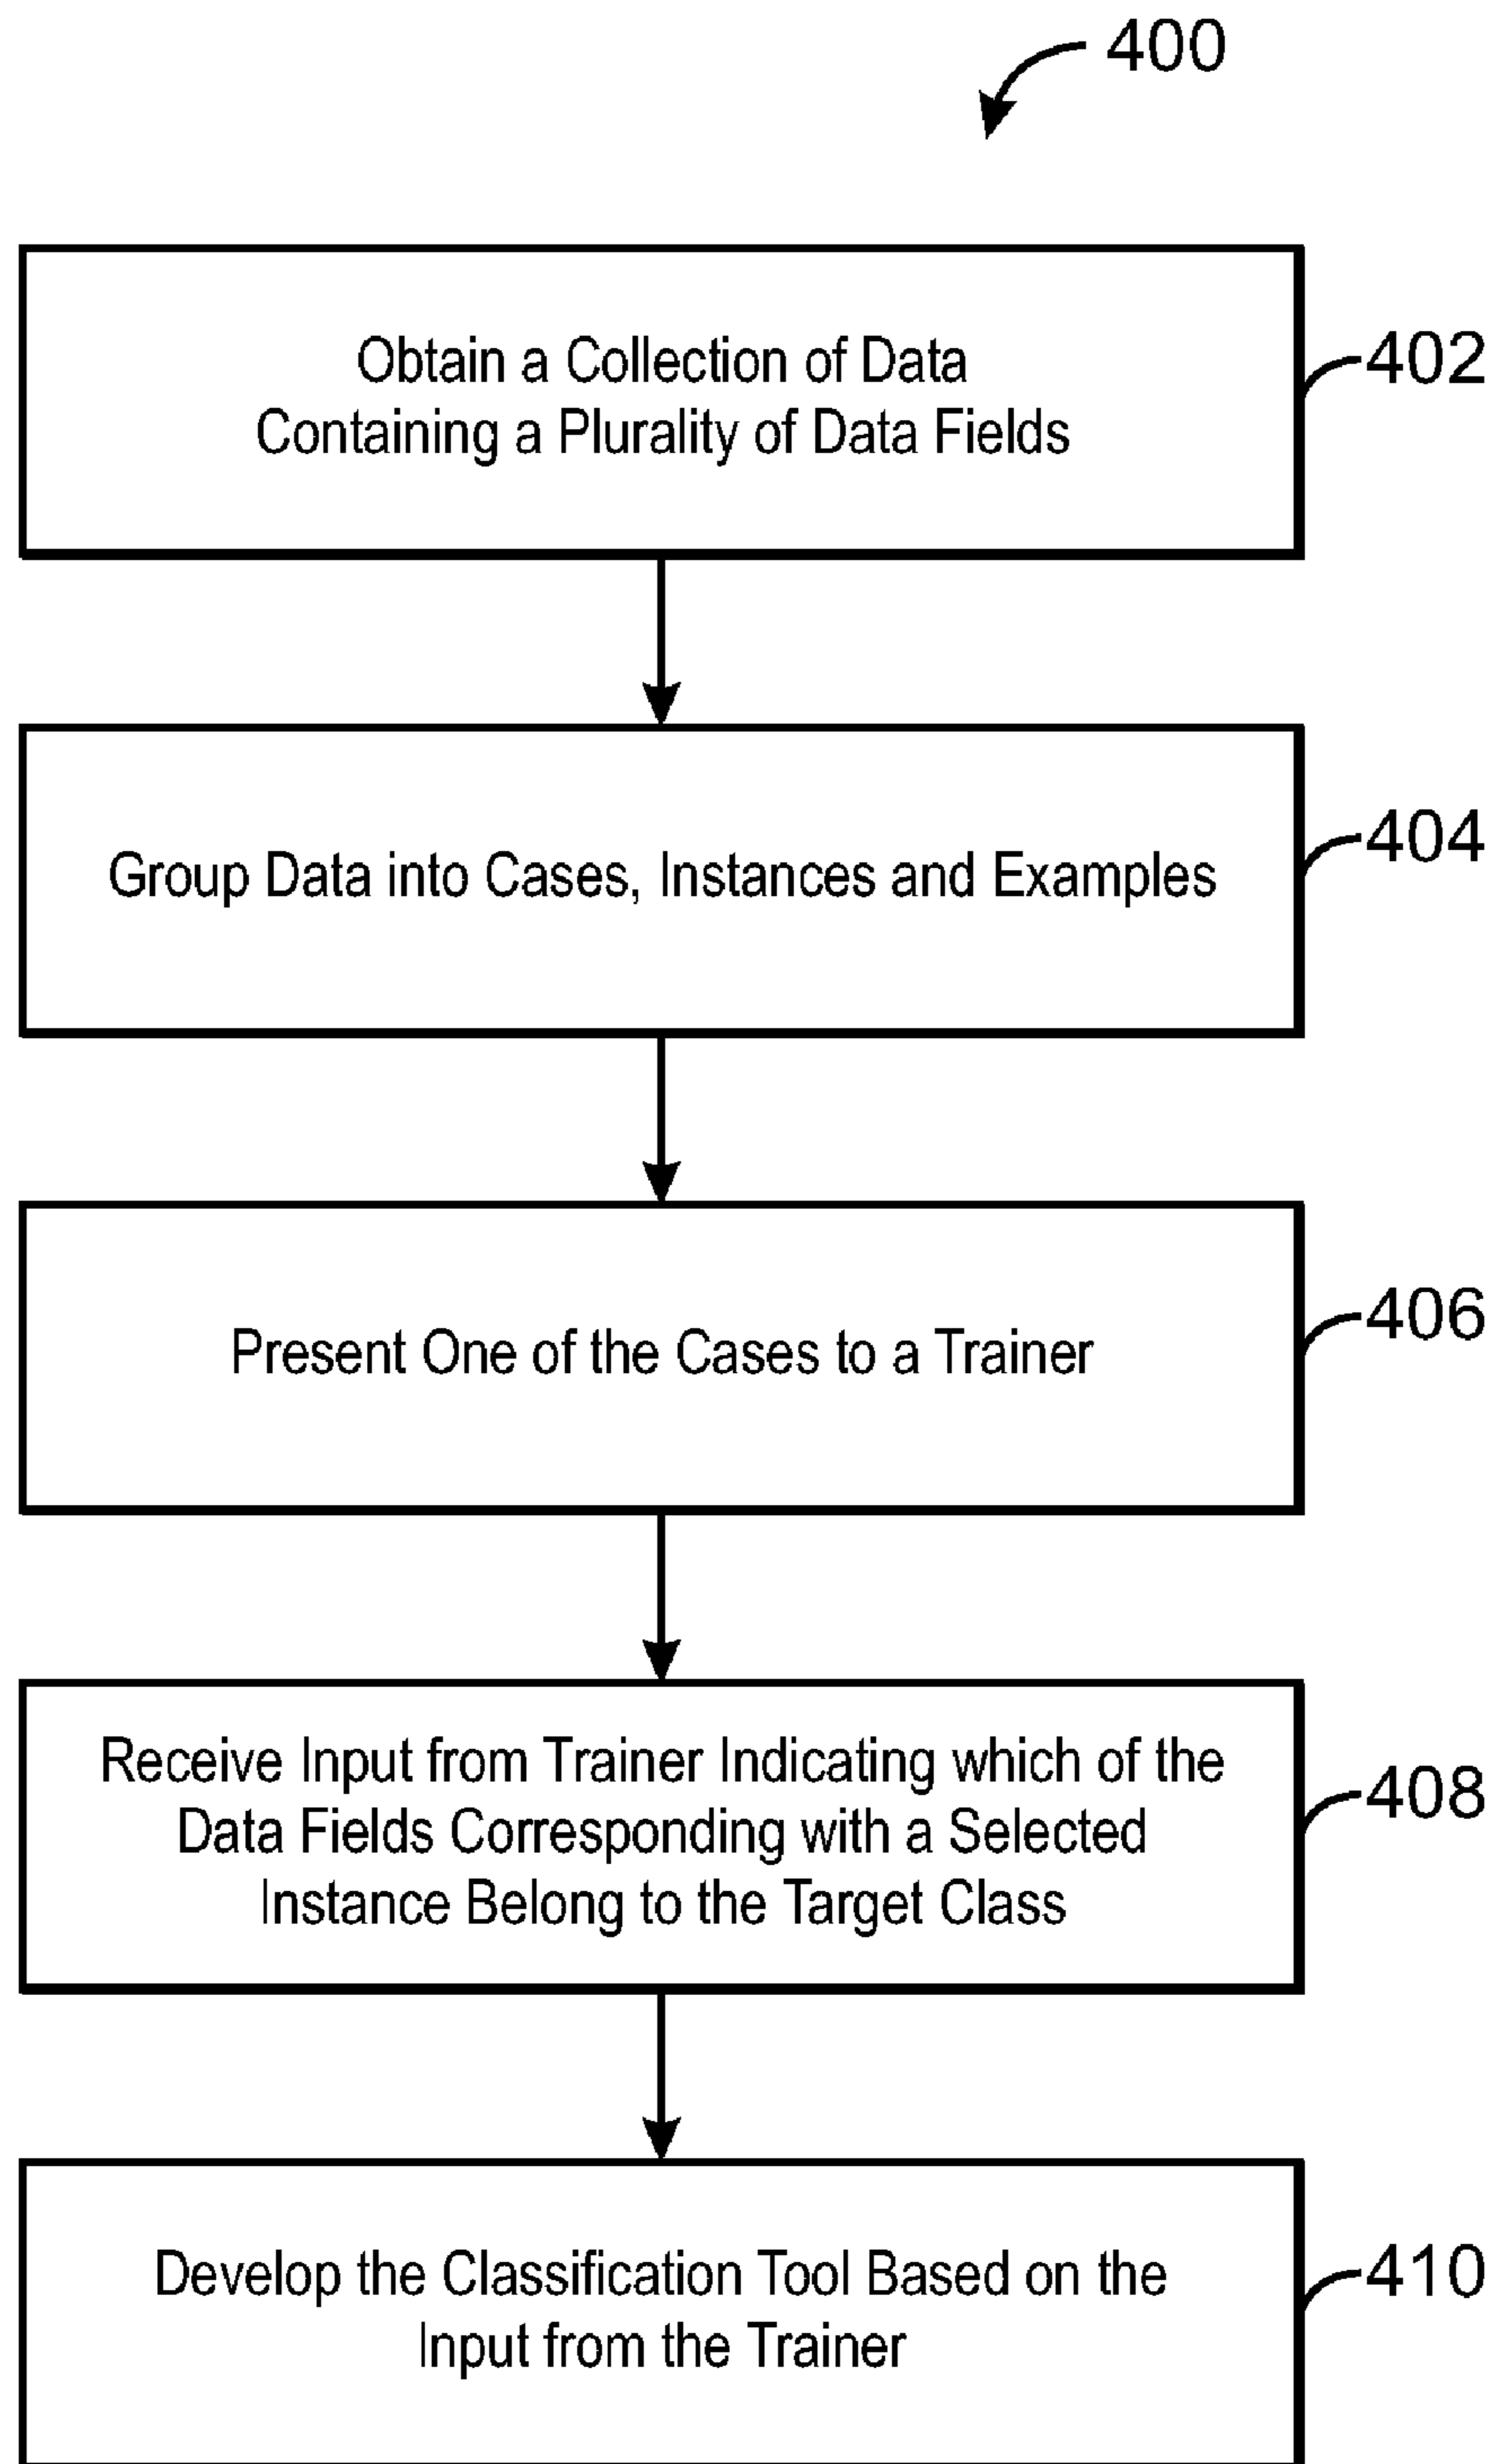 400
Obtain a Collection of Data
Containing a Plurality of Data Fields
402
Group Data into Cases, Instances and Examples
404
Present One of the Cases to a Trainer
406
Receive Input from Trainer Indicating which of the
Data Fields Corresponding with a Selected
Instance Belong to the Target Class
408
Develop the Classification Tool Based on the
Input from the Trainer
410